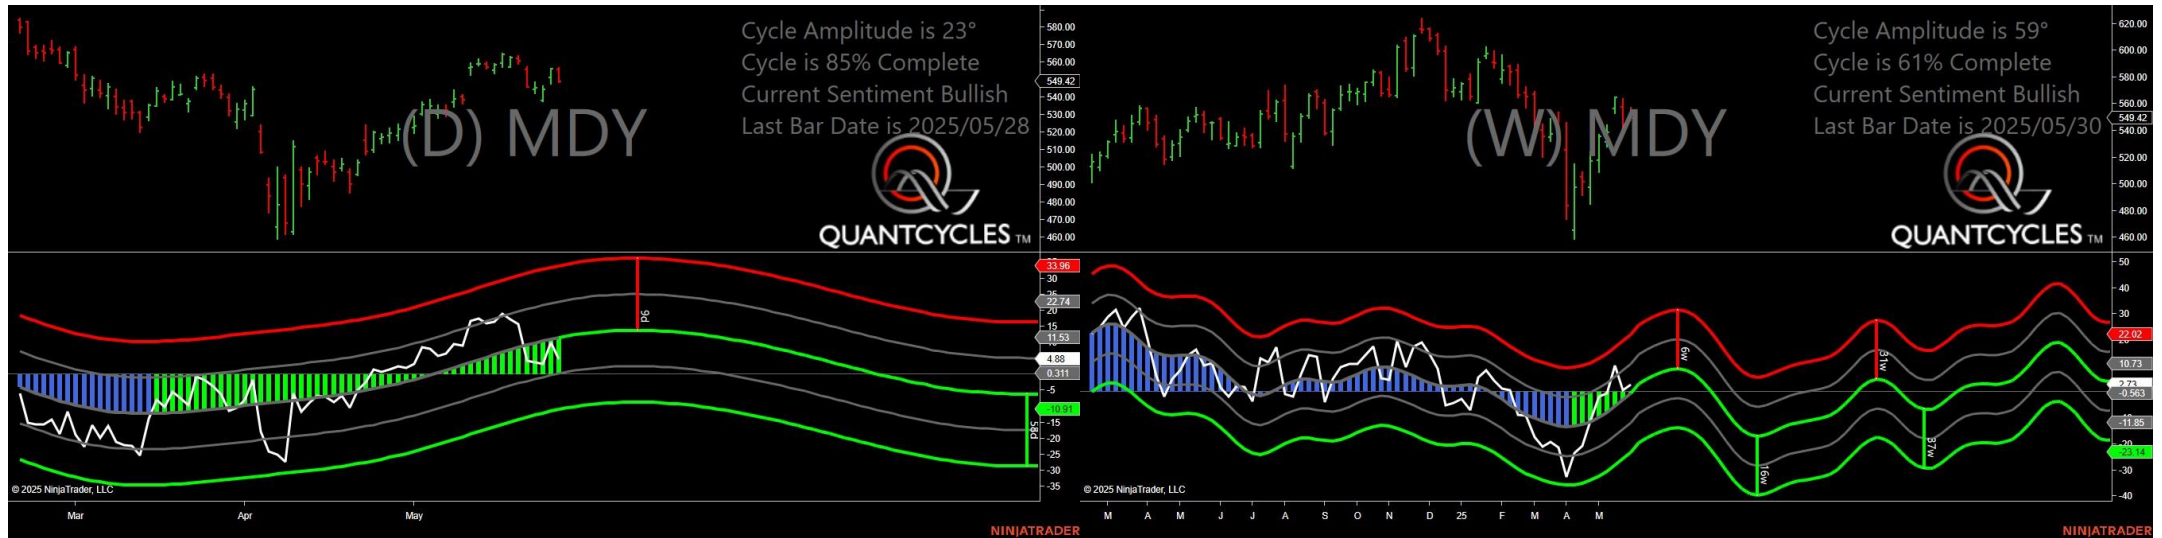 Cycle Amplitude is 23°
Cycle is 85% Complete
Current Sentiment Bullish
Last Bar Date is 2025/05/28
(D) MDY
QUANTCYCLES TM
580.00
570.00
560.00
549.42
540.00
530.00
520.00
510.00
500.00
490.00
480.00
470.00
460.00
33.96
30
22.74
20
15
11.53
4.88
0.311
-5
-10.91
-15
-20
-25
-30
-35
9d
58d
© 2025 NinjaTrader, LLC
Mar Apr May
NINJATRADER
Cycle Amplitude is 59°
Cycle is 61% Complete
Current Sentiment Bullish
Last Bar Date is 2025/05/30
(W) MDY
QUANTCYCLES TM
620.00
600.00
580.00
560.00
549.42
540.00
520.00
500.00
480.00
460.00
50
40
30
22.02
10.73
2.73
-0.563
-11.85
-20
-23.14
-30
-40
6w
16w
31w
37w
© 2025 NinjaTrader, LLC
M A M J J A S O N D 25 F M A M
NINJATRADER